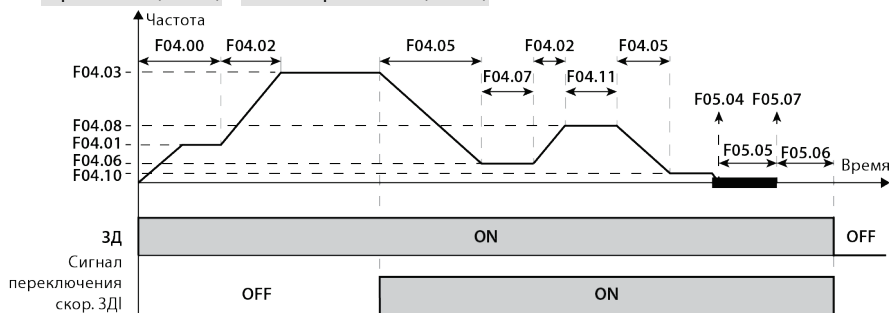 Частота
F04.00 F04.02 F04.05 F04.02 F04.05
F04.03
F04.07 F04.11
F05.04 F05.07
F04.08
F04.01
F04.06
F04.10
F05.05 F05.06
Время
ЗД ON OFF
Сигнал
переключения
скор. ЗД| OFF ON